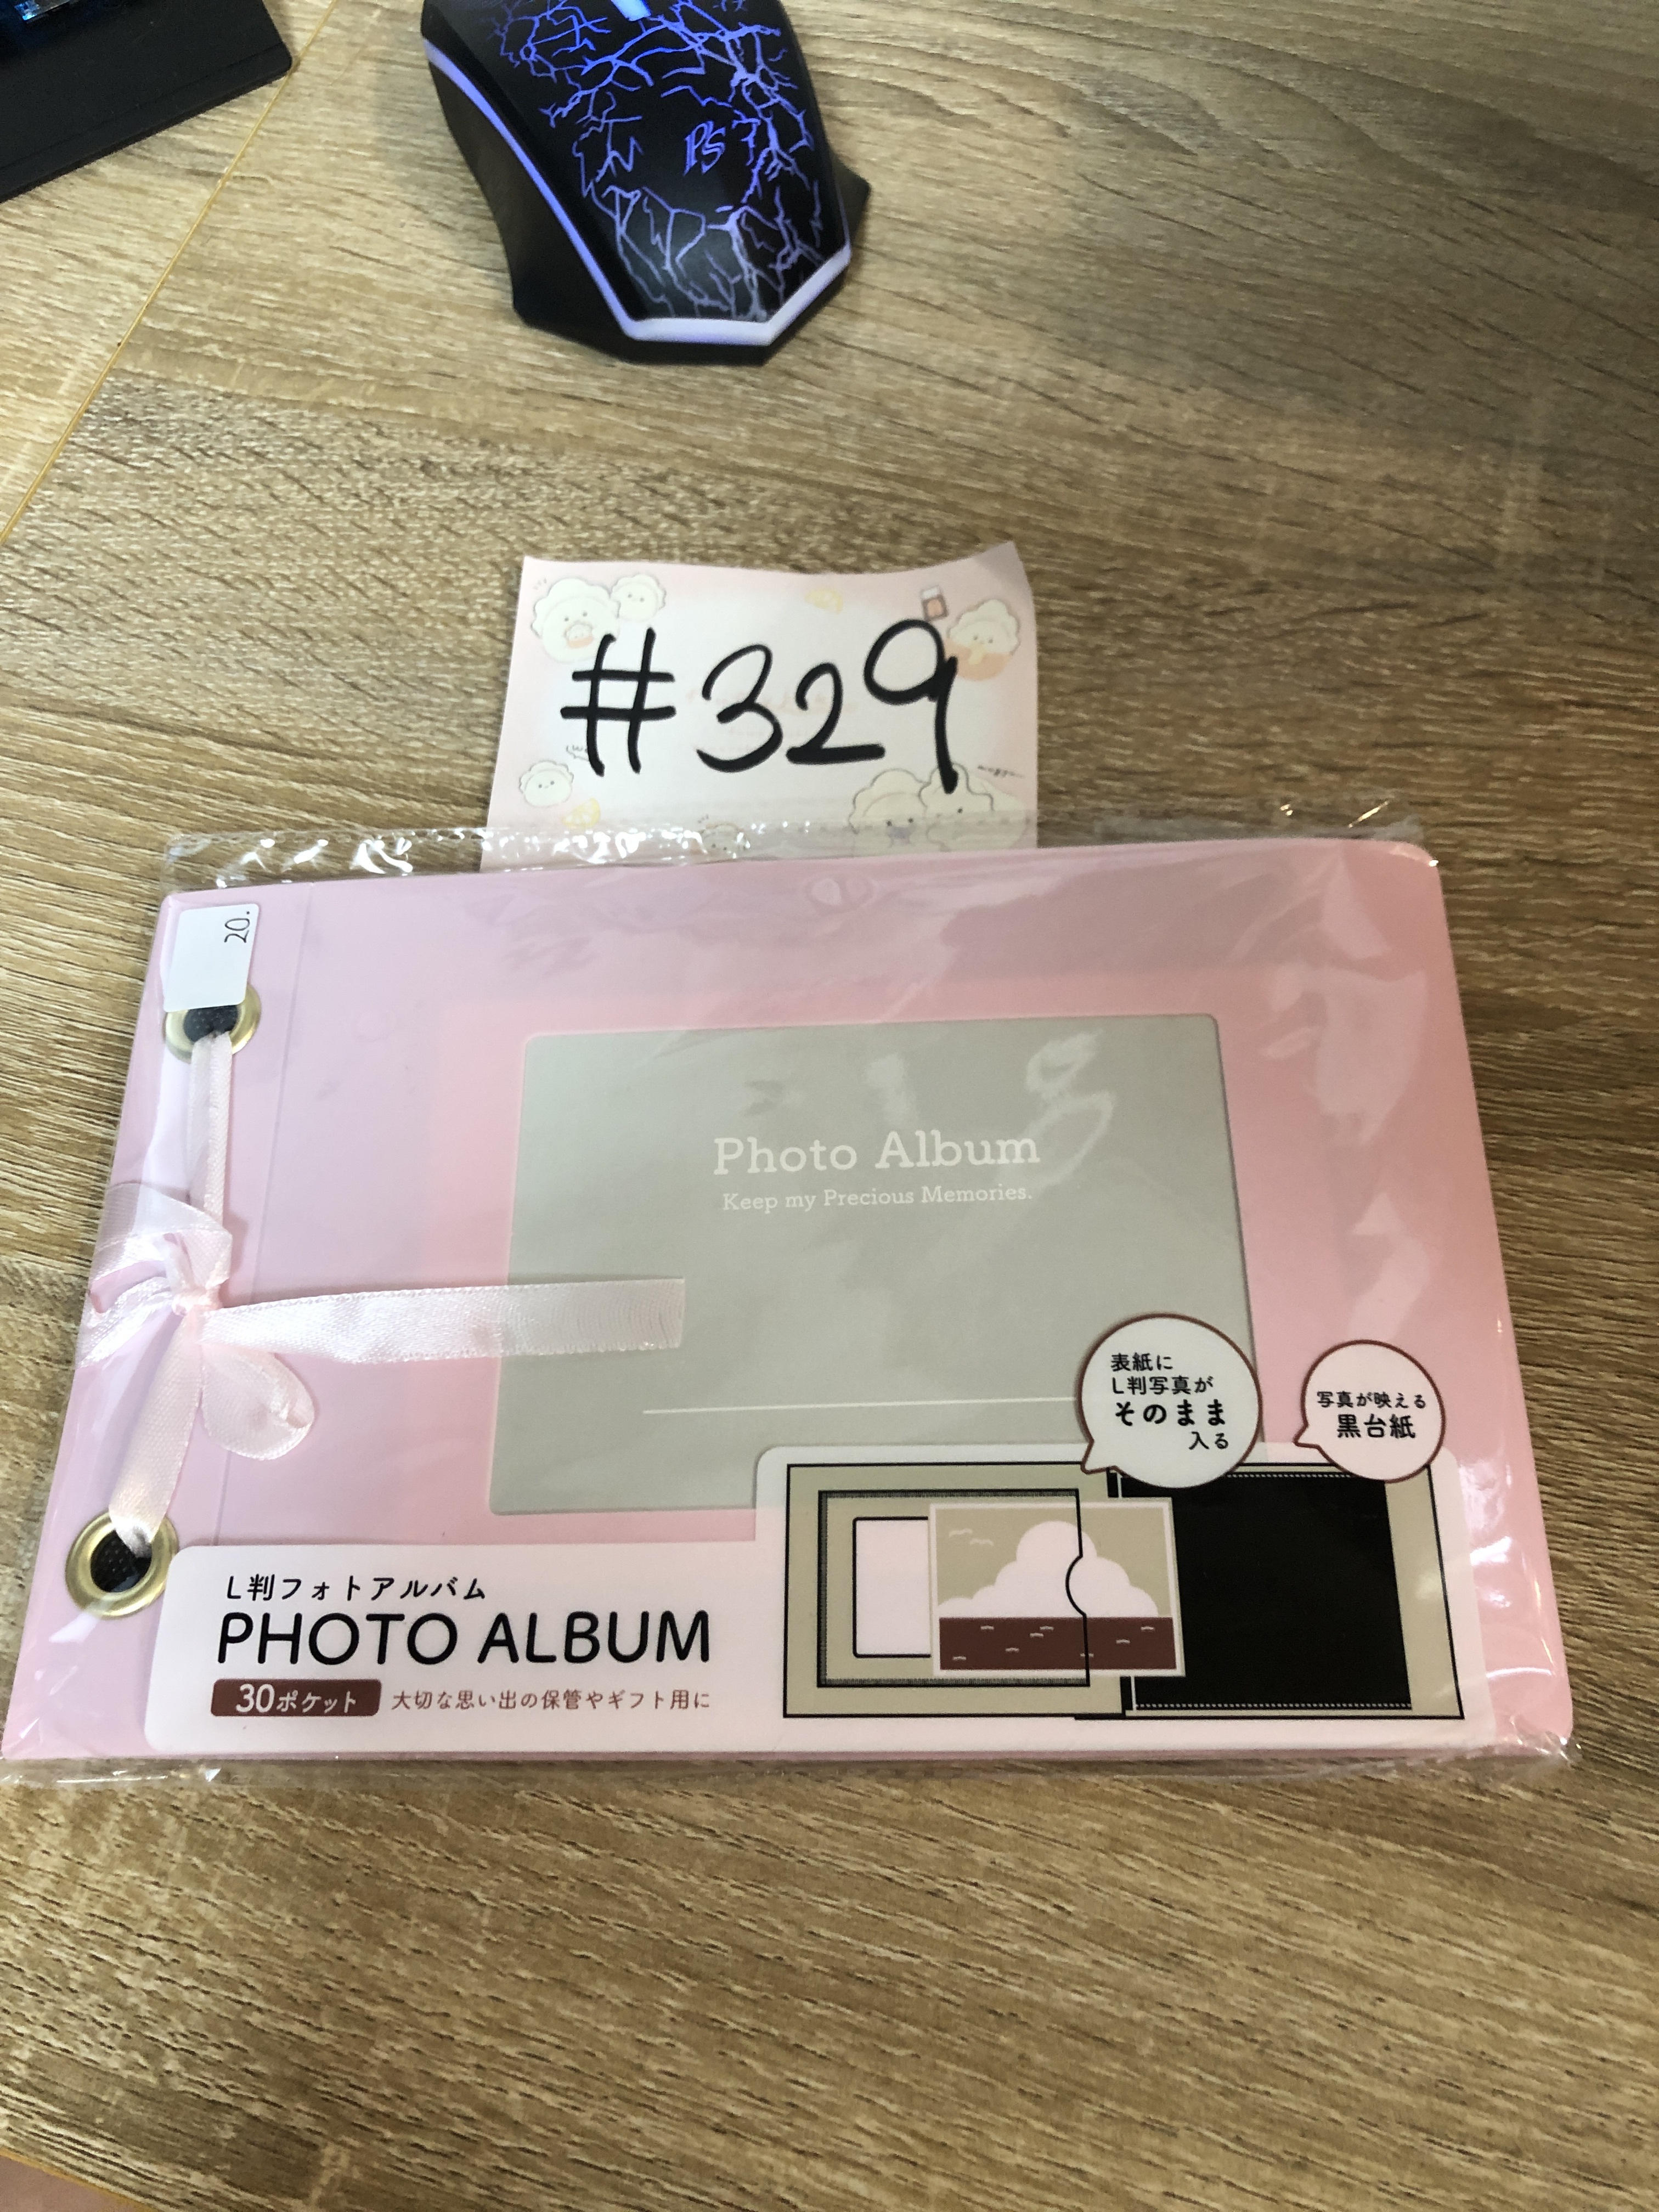 #329
20.
Photo Album
Keep my Precious Memories.
表紙に
L判写真が
そのまま
入る
写真が映える
黒台紙
L判フォトアルバム
PHOTO ALBUM
30ポケット 大切な思い出の保管やギフト用に